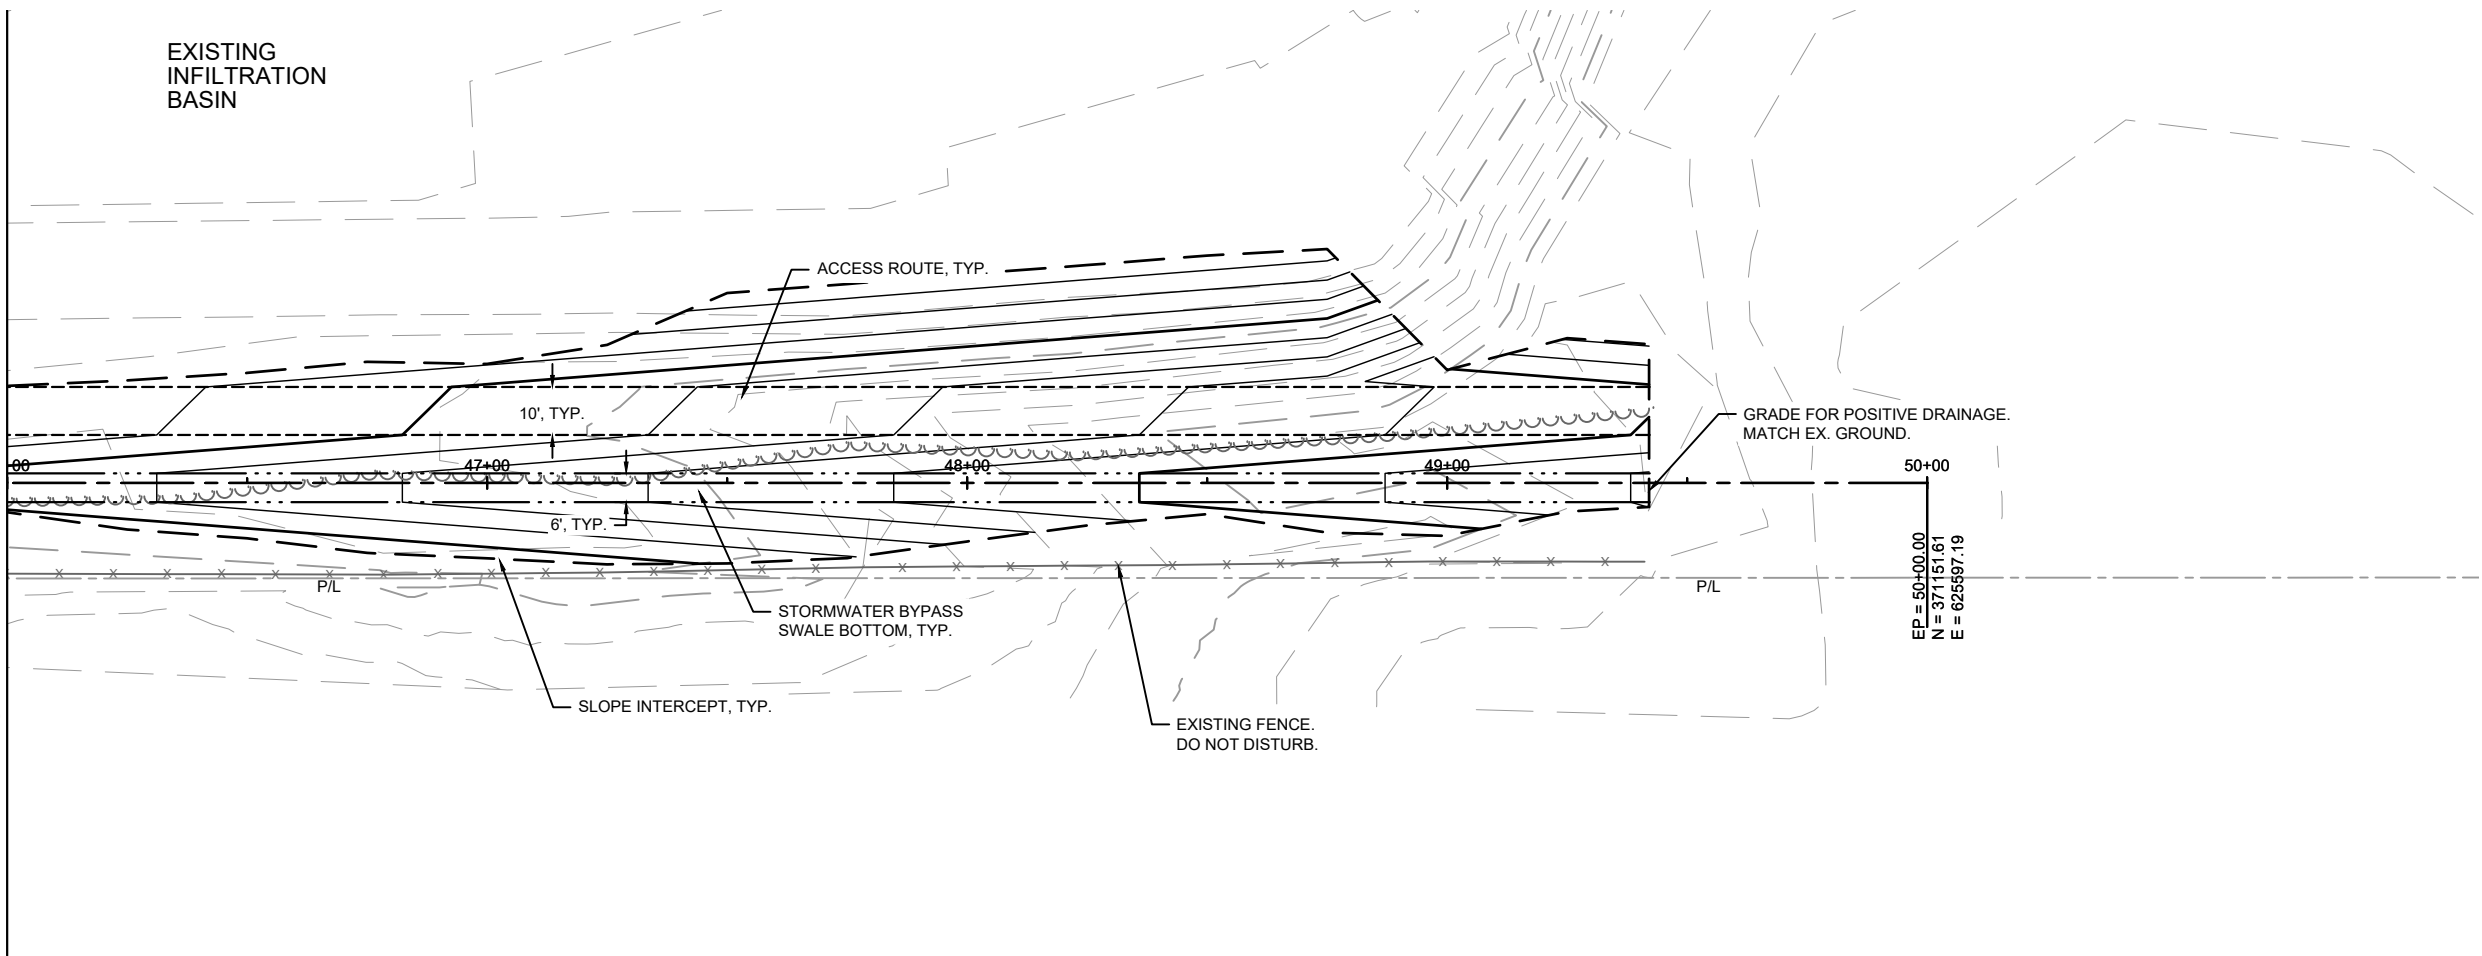 EXISTING
INFILTRATION
BASIN
ACCESS ROUTE, TYP.
10', TYP.
GRADE FOR POSITIVE DRAINAGE.
MATCH EX. GROUND.
00
47+00
48+00
49+00
50+00
6', TYP.
P/L
P/L
STORMWATER BYPASS
SWALE BOTTOM, TYP.
SLOPE INTERCEPT, TYP.
EXISTING FENCE.
DO NOT DISTURB.
EP = 50+00.00
N = 371151.61
E = 625597.19